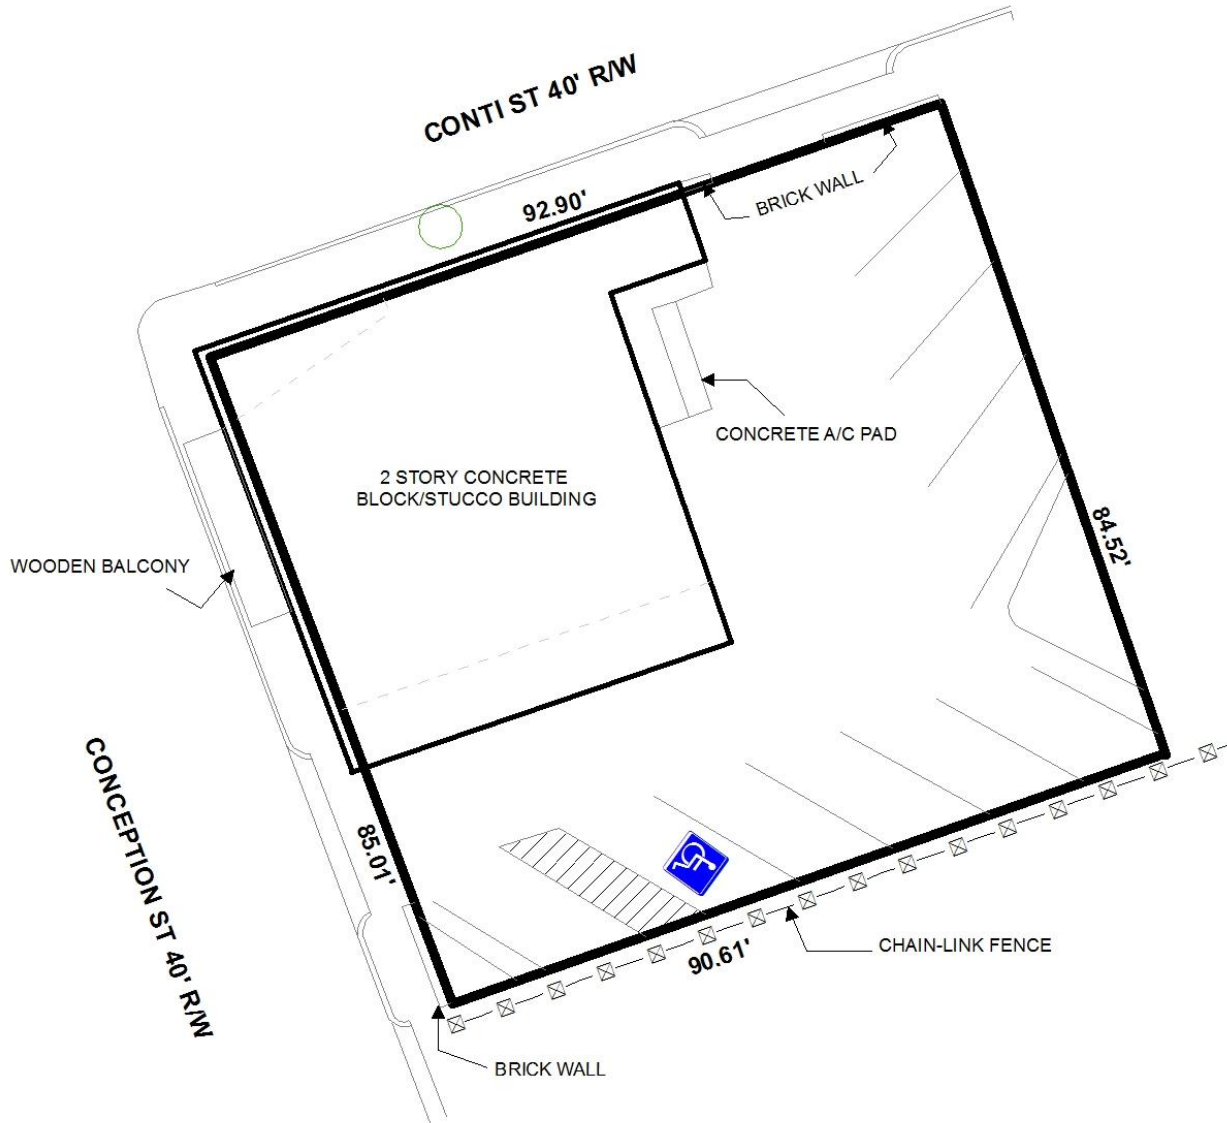 CONTI ST 40' R/W
92.90'
BRICK WALL
CONCRETE A/C PAD
2 STORY CONCRETE
BLOCK/STUCCO BUILDING
84.52'
WOODEN BALCONY
CONCEPTION ST 40' R/W
85.01'
90.61'
CHAIN-LINK FENCE
BRICK WALL